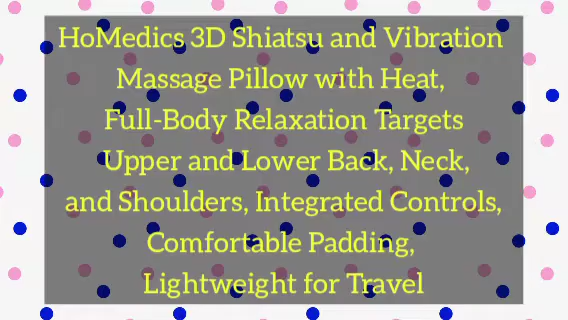 HoMedics 3D Shiatsu and Vibration
Massage Pillow with Heat,
Full-Body Relaxation Targets
Upper and Lower Back, Neck,
and Shoulders, Integrated Controls,
Comfortable Padding,
Lightweight for Travel